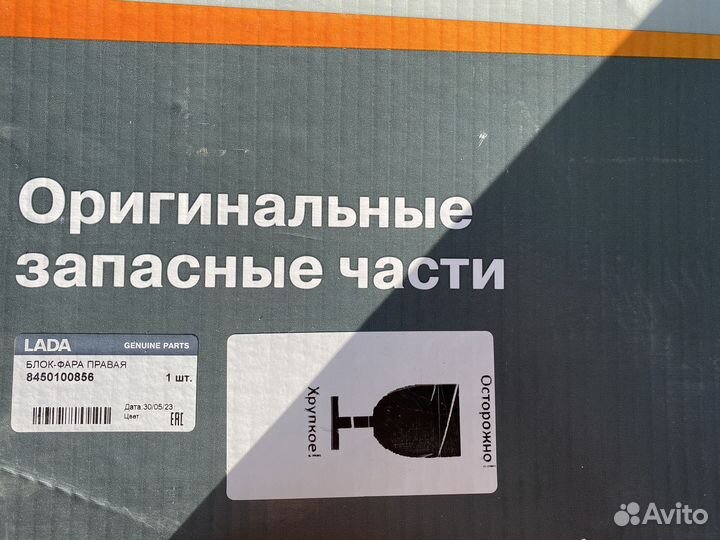 Оригинальные
запасные части
LADA GENUINE PARTS
БЛОК-ФАРА ПРАВАЯ
8450100856 1 шт.
Дата:30/05/23
Цвет:
EAC
Осторожно!
Хрупкое!
Avito